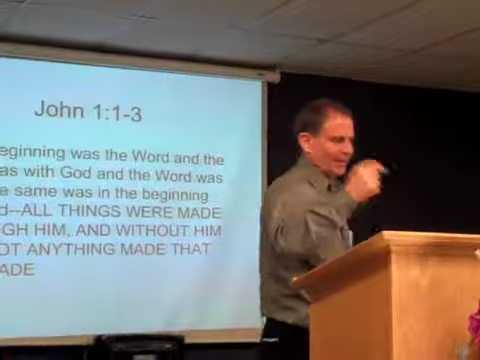 John 1:1-3
eginning was the Word and the
as with God and the Word was
e same was in the beginning
d--ALL THINGS WERE MADE
GH HIM, AND WITHOUT HIM
OT ANYTHING MADE THAT
ADE